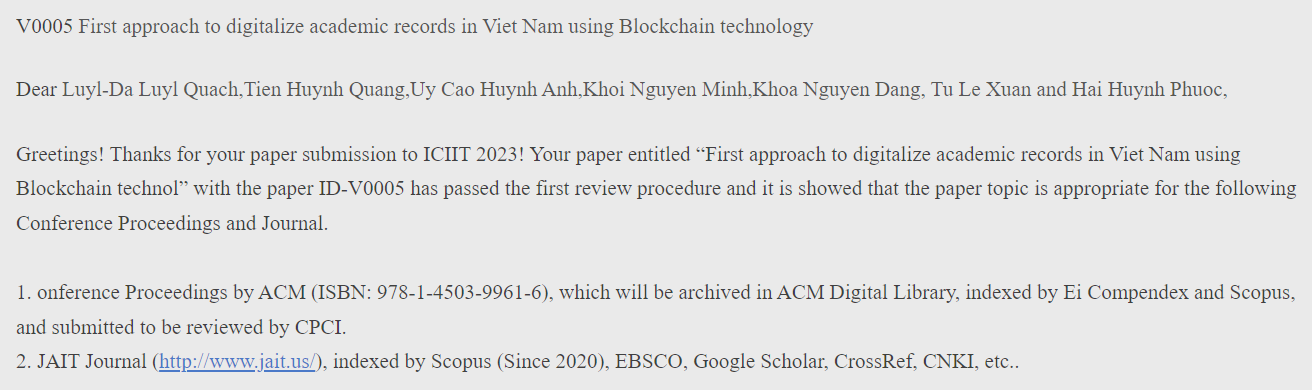 V0005 First approach to digitalize academic records in Viet Nam using Blockchain technology
Dear Luyl-Da Luyl Quach,Tien Huynh Quang,Uy Cao Huynh Anh,Khoi Nguyen Minh,Khoa Nguyen Dang, Tu Le Xuan and Hai Huynh Phuoc,
Greetings! Thanks for your paper submission to ICIIT 2023! Your paper entitled “First approach to digitalize academic records in Viet Nam using
Blockchain technol” with the paper ID-V0005 has passed the first review procedure and it is showed that the paper topic is appropriate for the following
Conference Proceedings and Journal.
1. onference Proceedings by ACM (ISBN: 978-1-4503-9961-6), which will be archived in ACM Digital Library, indexed by Ei Compendex and Scopus,
and submitted to be reviewed by CPCI.
2. JAIT Journal (http://www.jait.us/), indexed by Scopus (Since 2020), EBSCO, Google Scholar, CrossRef, CNKI, etc..